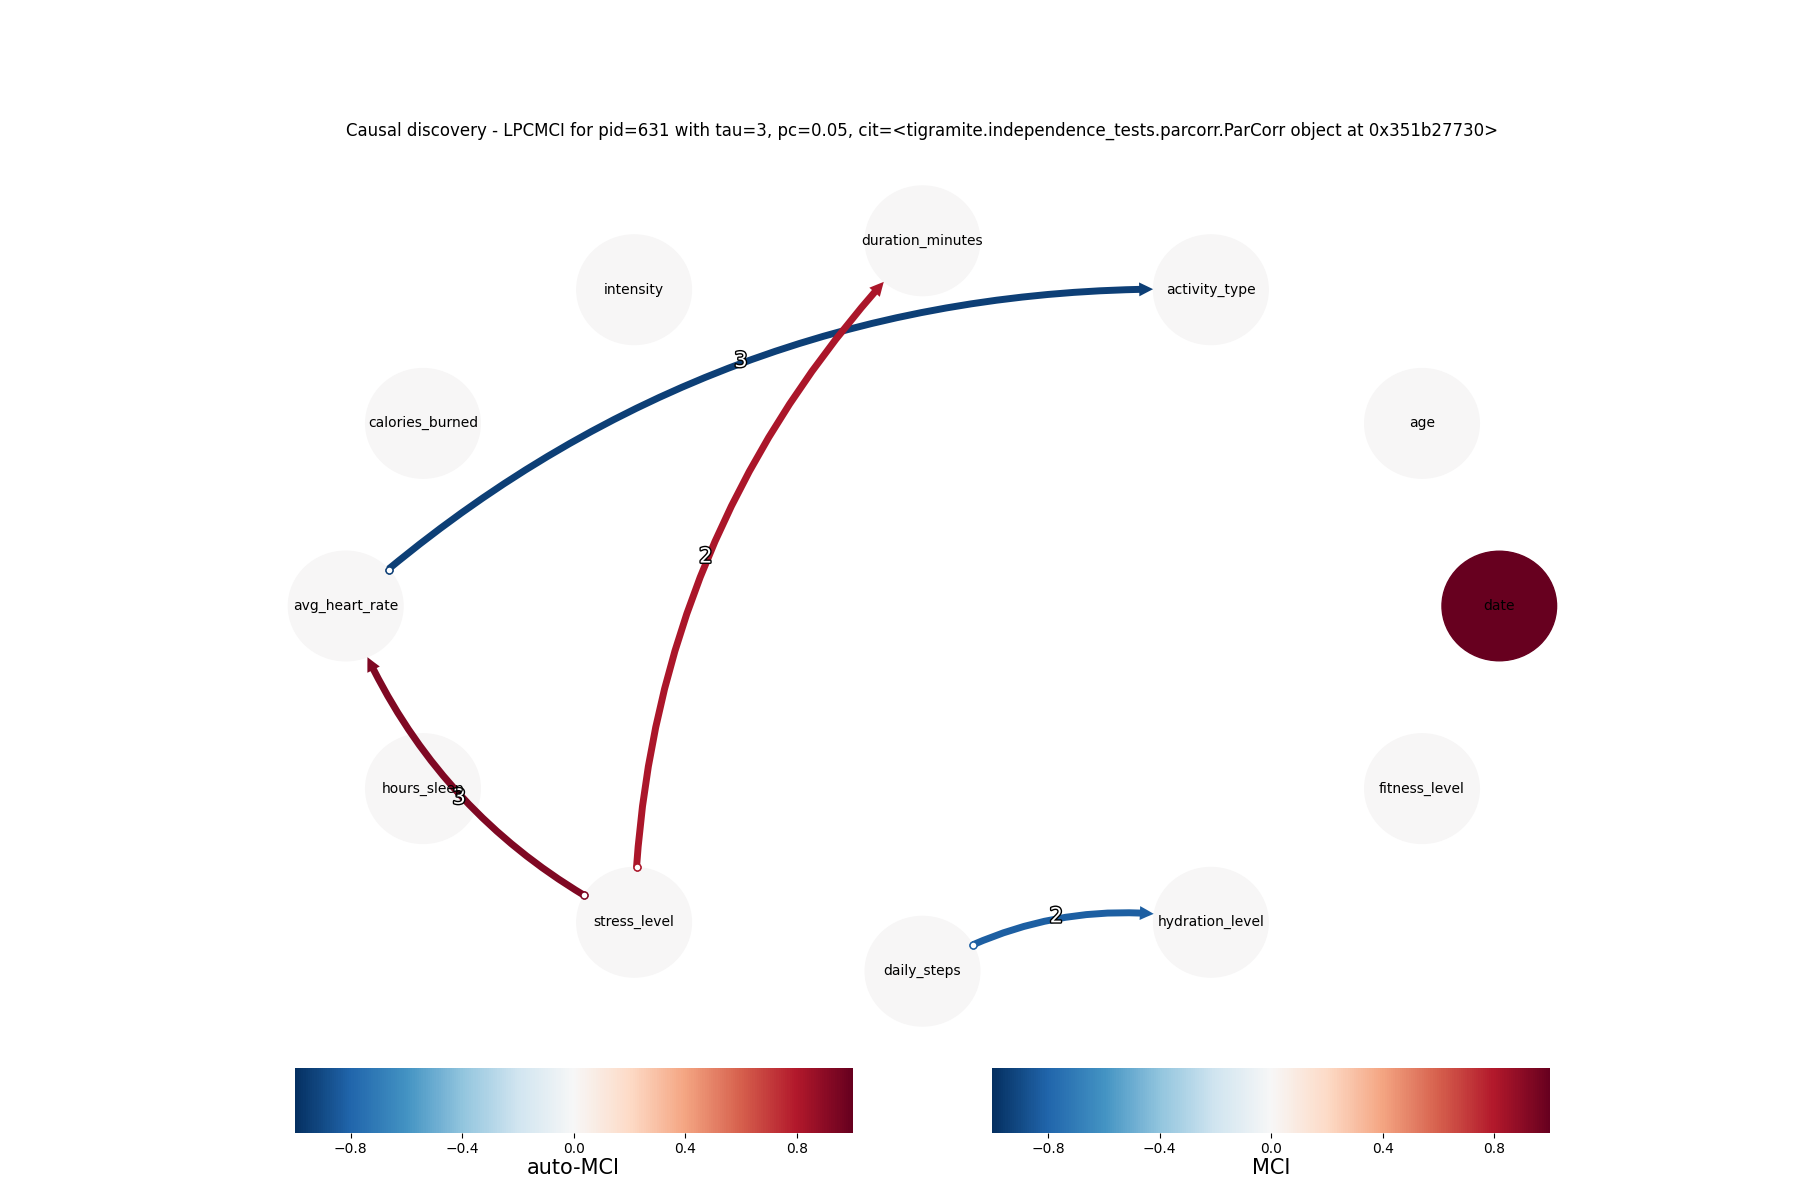 Causal discovery - LPCMCI for pid=631 with tau=3, pc=0.05, cit=<tigramite.independence_tests.parcorr.ParCorr object at 0x351b27730>
duration_minutes
intensity
activity_type
3
calories_burned
age
2
avg_heart_rate
date
hours_sleep
3
fitness_level
stress_level
2
hydration_level
daily_steps
−0.8 −0.4 0.0 0.4 0.8
auto-MCI
−0.8 −0.4 0.0 0.4 0.8
MCI